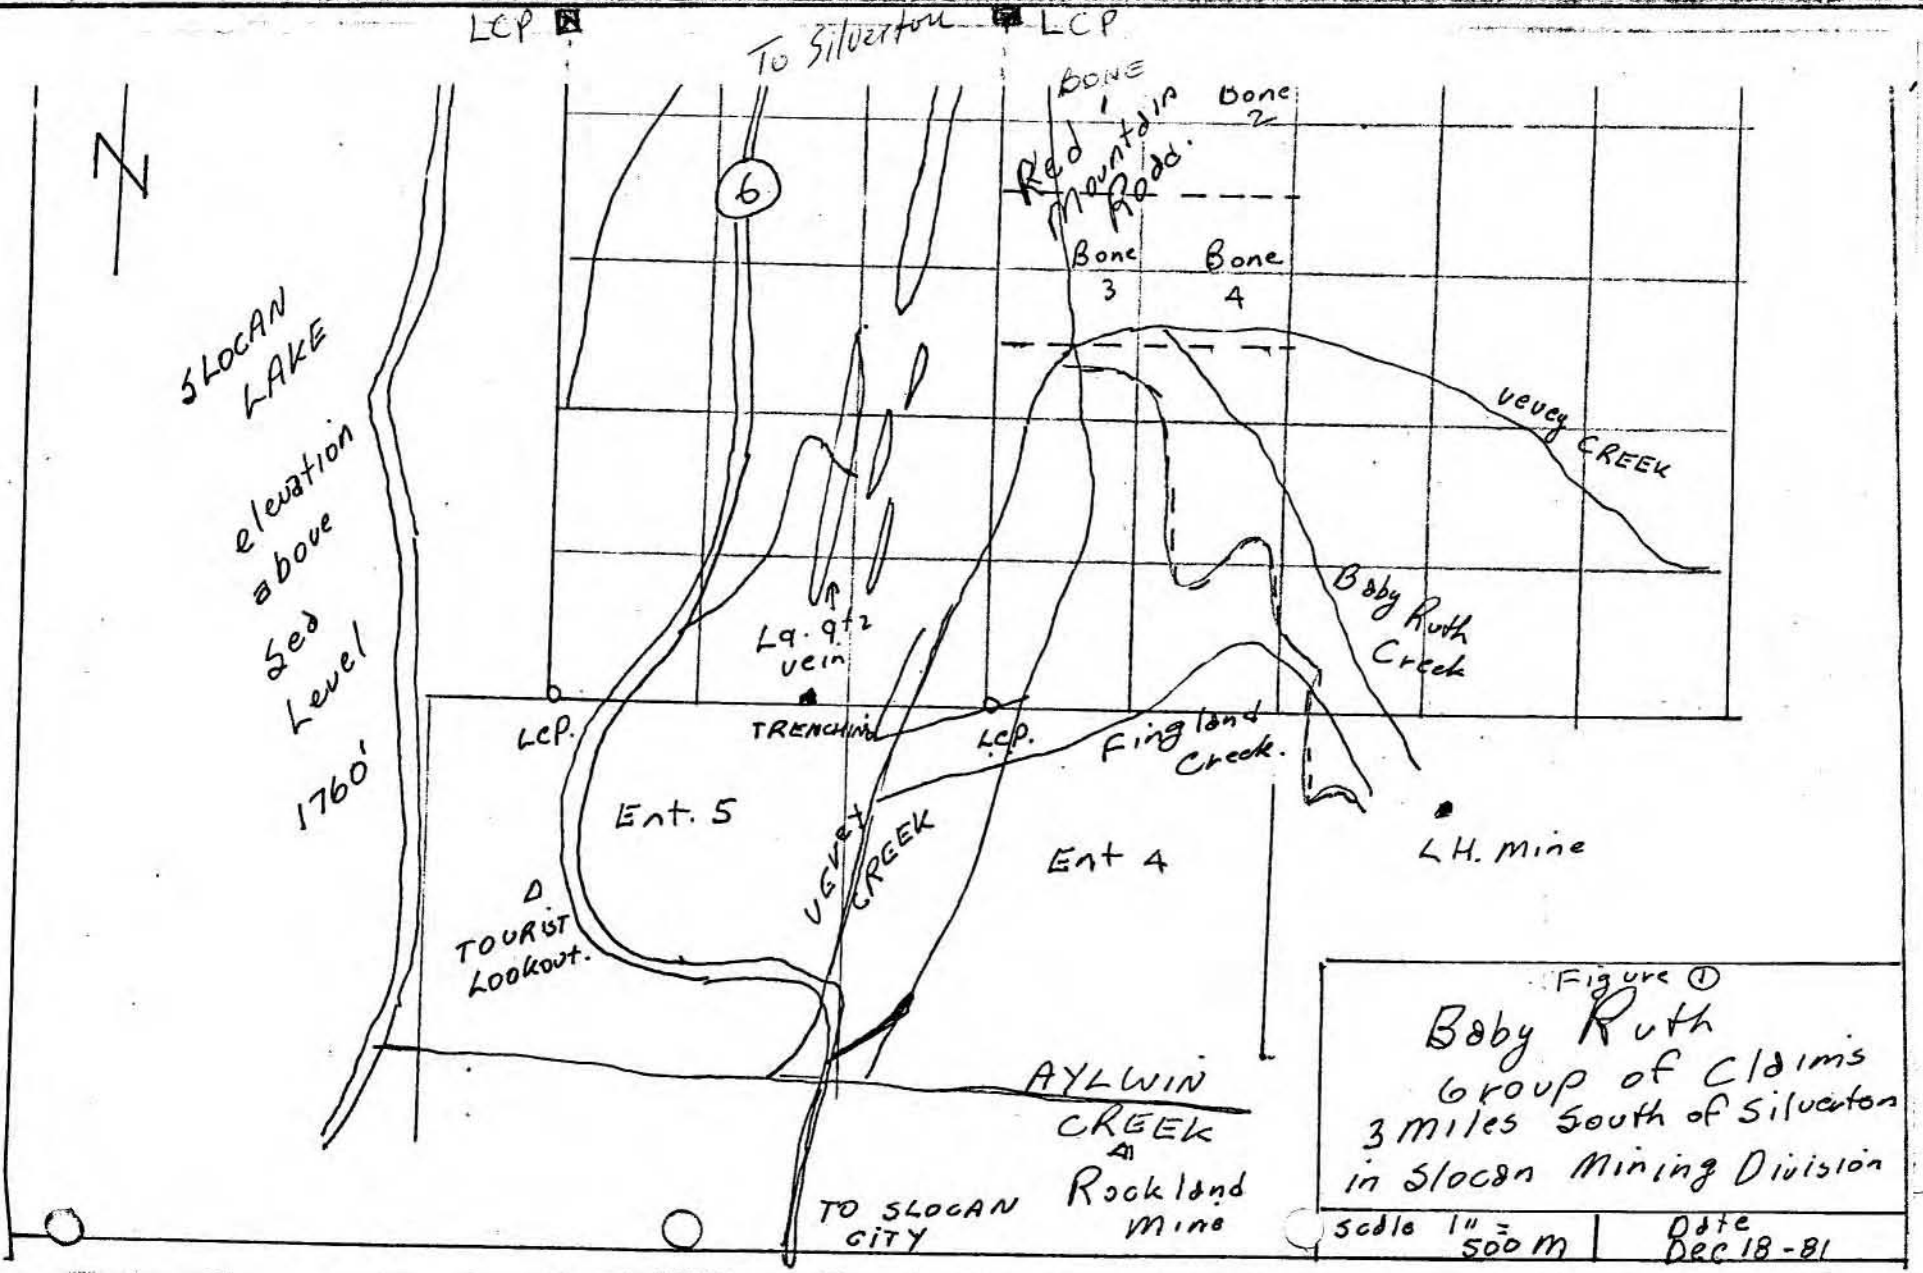 LCP
To Silverton
LCP
N
BONE
1
Bone
2
Red
Mountain
Road.
6
Bone
3
Bone
4
SLOCAN
LAKE
elevation
above
Sea
Level
1760'
Vevey
CREEK
Baby Ruth
Creek
Lg. qtz
vein
LCP.
TRENCHING
LCP.
Fingland
Creek.
Ent. 5
VEVEY
CREEK
Ent 4
L H. Mine
TOURIST
Lookout.
AYLWIN
CREEK
Rockland
Mine
TO SLOCAN
CITY
Figure ①
Baby Ruth
Group of Claims
3 miles South of Silverton
in Slocan Mining Division
Scale 1" = 500 M
Date
Dec 18-81